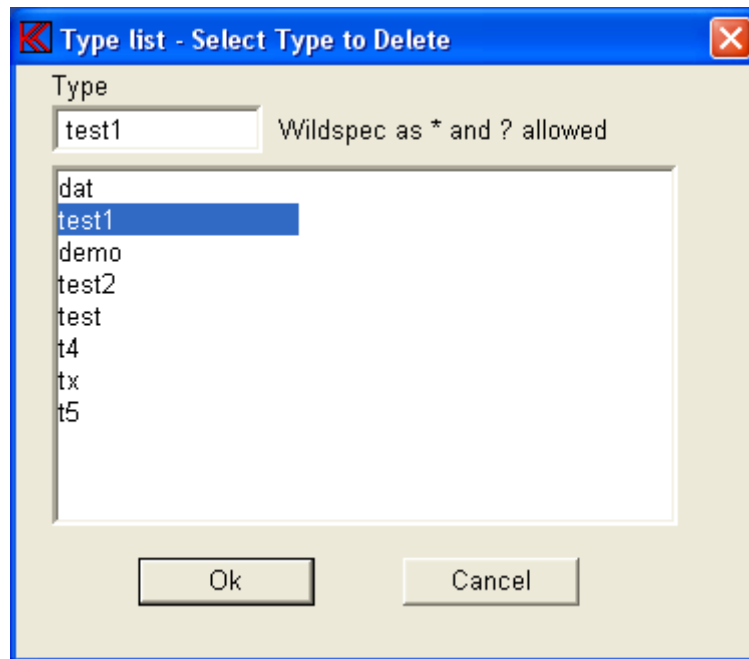 Type list - Select Type to Delete
Type
test1 Wildspec as * and ? allowed
dat
test1
demo
test2
test
t4
tx
t5
Ok Cancel